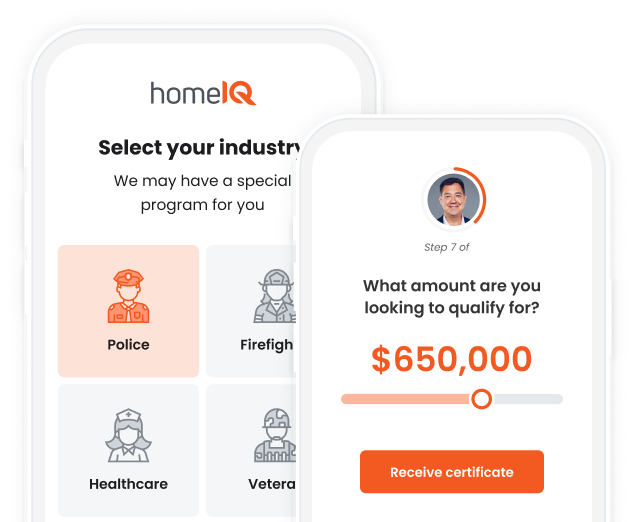 homeIQ
Select your industry
We may have a special
program for you
Police
Firefigh
Healthcare
Vetera
Step 7 of
What amount are you
looking to qualify for?
$650,000
Receive certificate